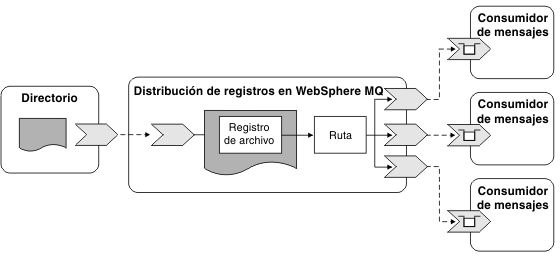 Directorio
Distribución de registros en WebSphere MQ
Registro
de archivo
Ruta
Consumidor
de mensajes
Consumidor
de mensajes
Consumidor
de mensajes